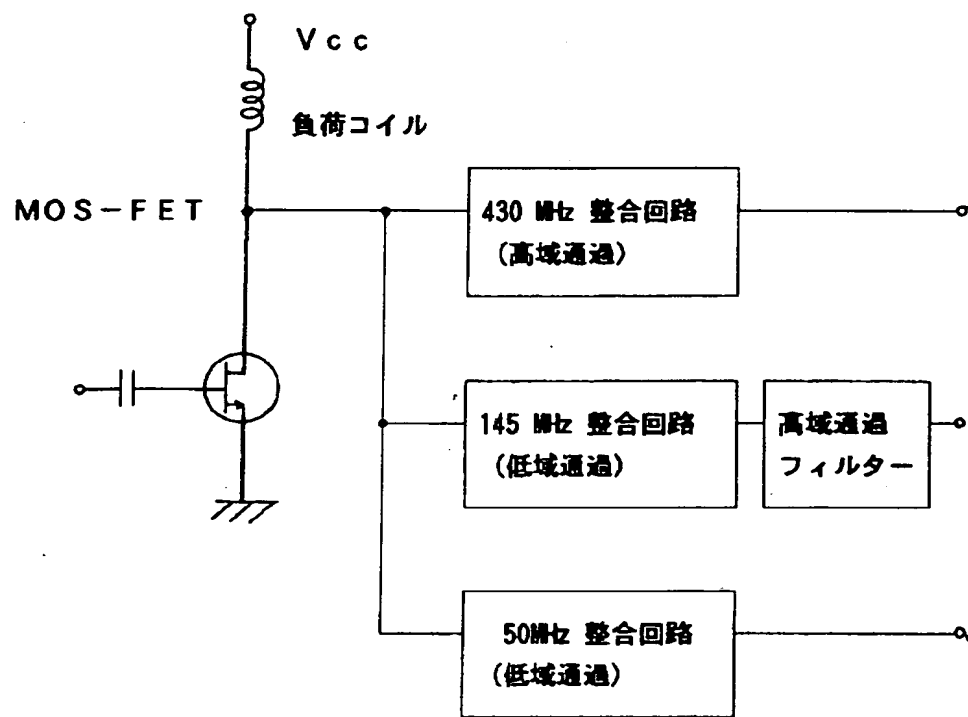 Vcc
負荷コイル
MOS-FET
430 MHz 整合回路
(高域通過)
145 MHz 整合回路
(低域通過)
高域通過
フィルター
50MHz 整合回路
(低域通過)